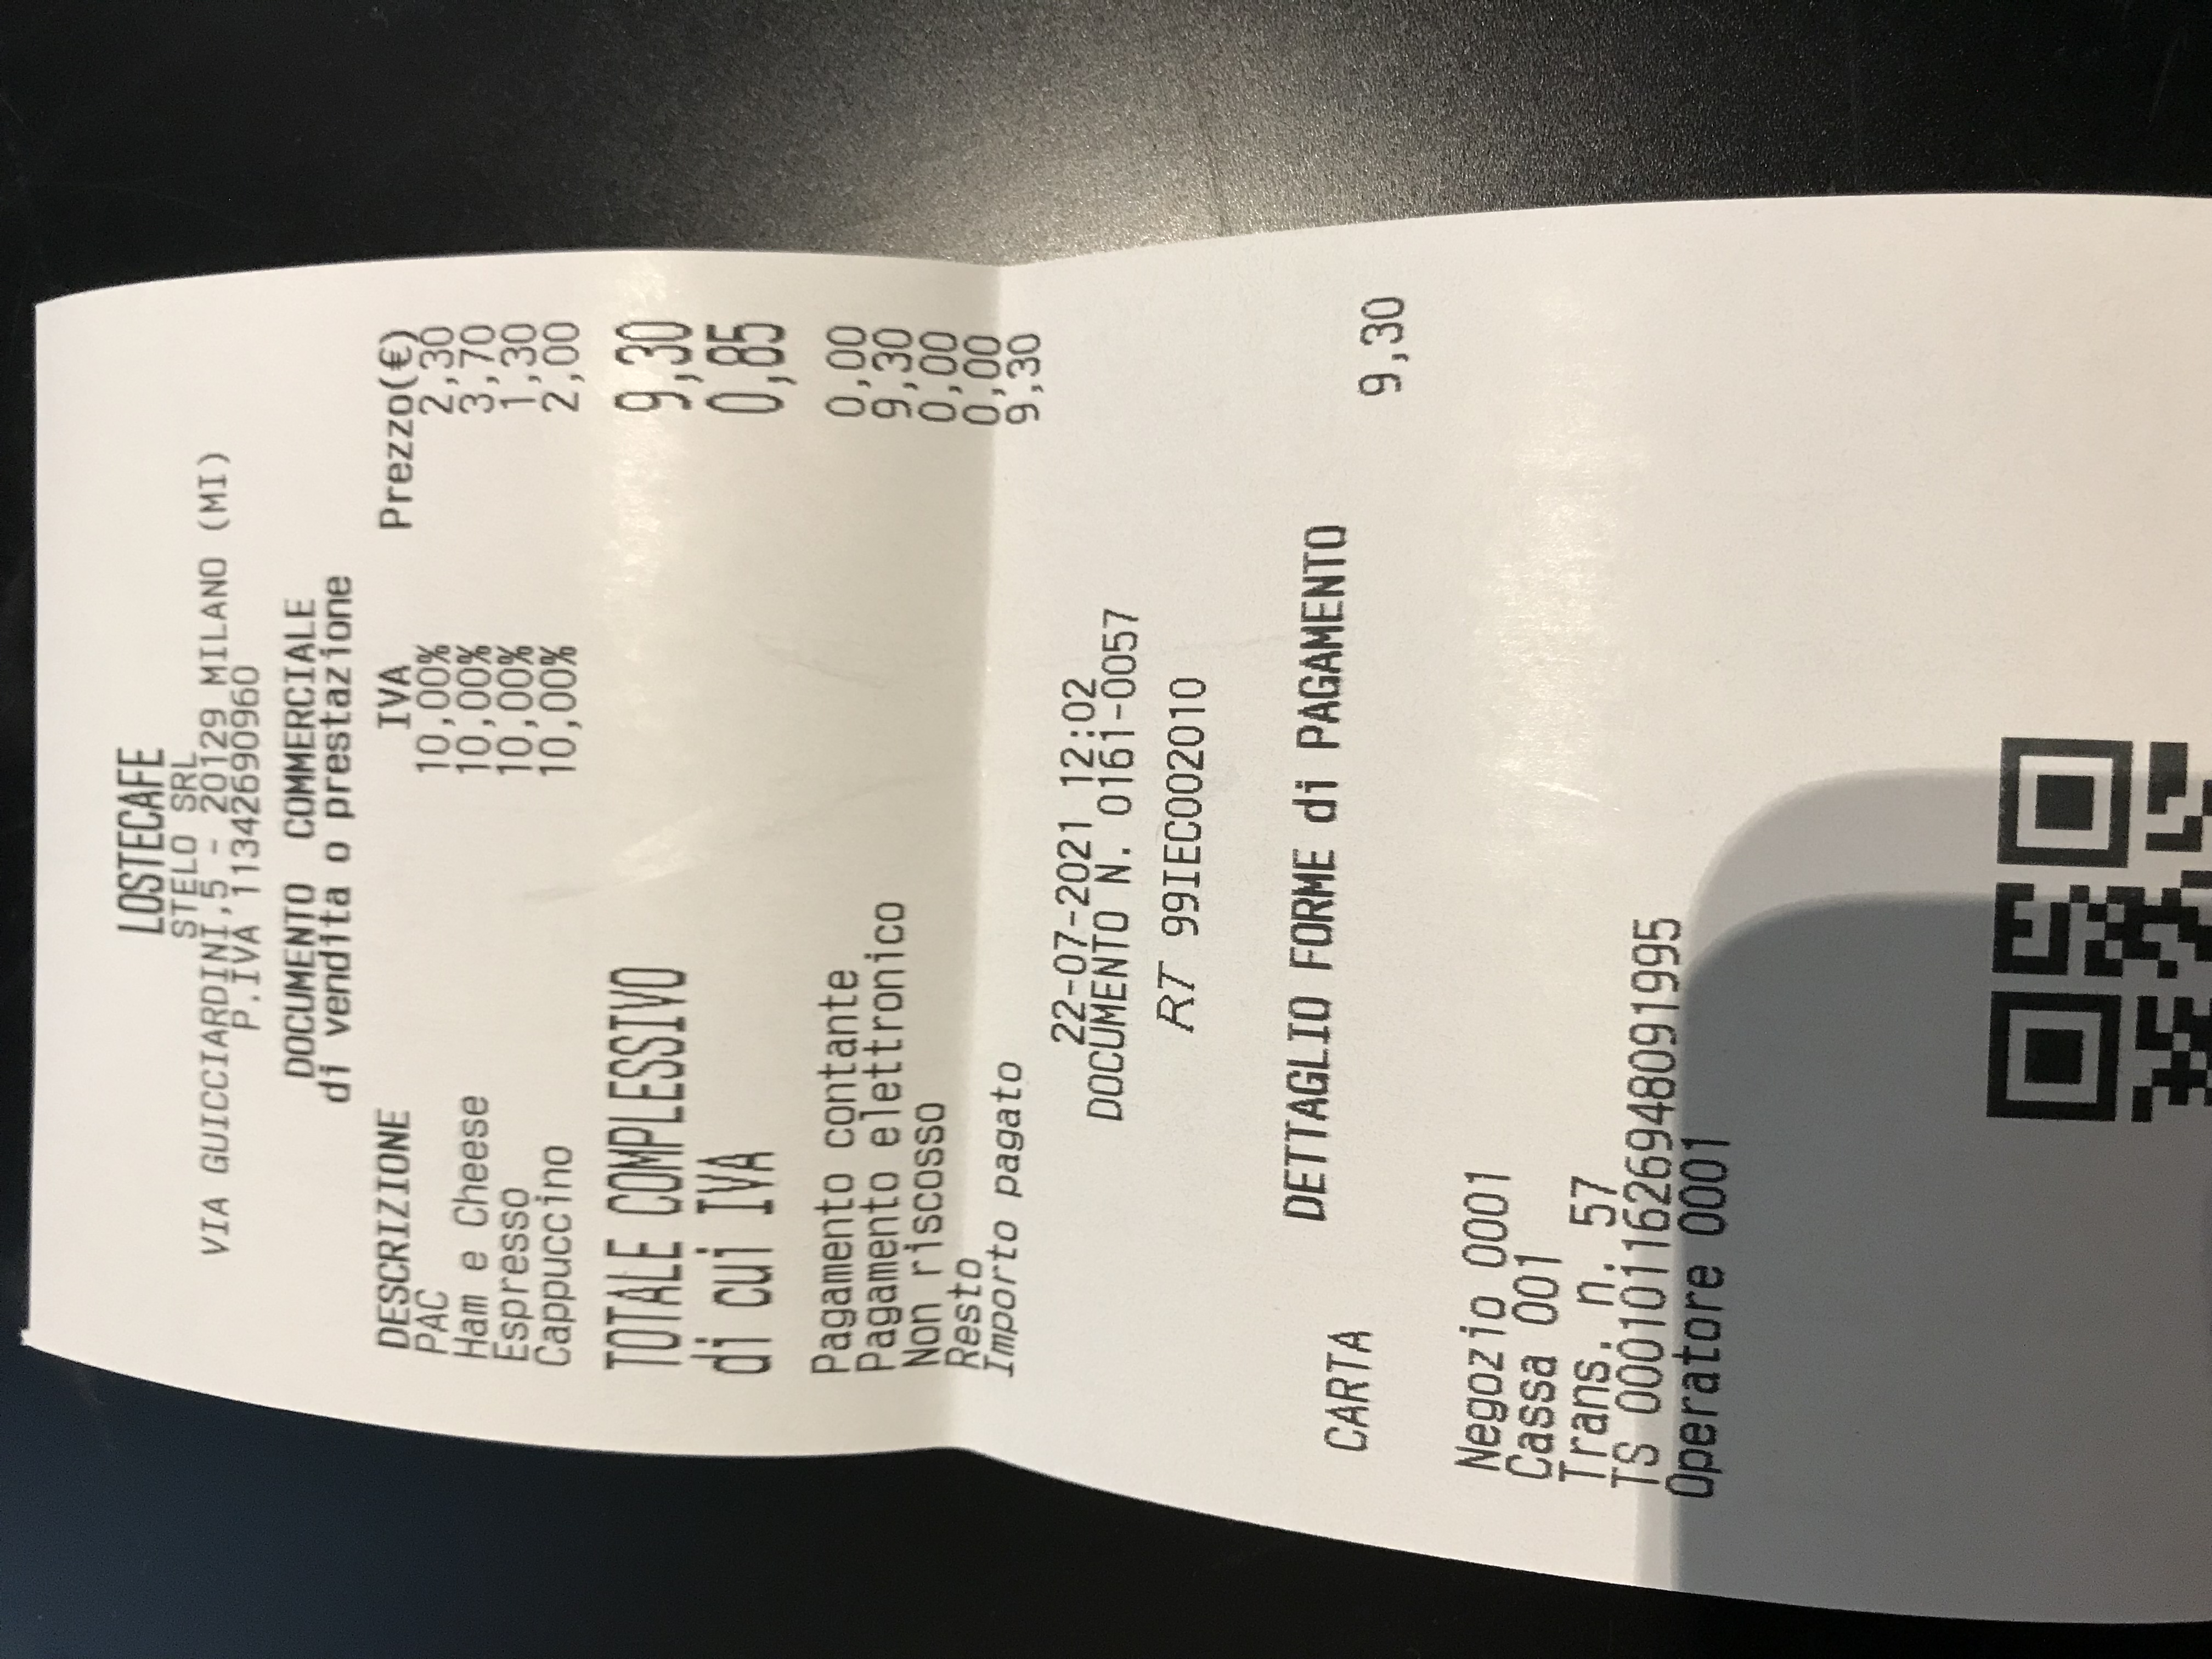 LOSTECAFE
STELO SRL
VIA GUICCIARDINI,5 - 20129 MILANO (MI)
P.IVA 11342690960
DOCUMENTO COMMERCIALE
di vendita o prestazione
DESCRIZIONE IVA Prezzo(€)
PAC 10,00% 2,30
Ham e Cheese 10,00% 3,70
Espresso 10,00% 1,30
Cappuccino 10,00% 2,00
TOTALE COMPLESSIVO 9,30
di cui IVA 0,85
Pagamento contante 0,00
Pagamento elettronico 9,30
Non riscosso 0,00
Resto 0,00
Importo pagato 9,30
22-07-2021 12:02
DOCUMENTO N. 0161-0057
RT 99IEC002010
DETTAGLIO FORME di PAGAMENTO
CARTA 9,30
Negozio 0001
Cassa 001
Trans. n. 57
TS 00010116269480919​95
Operatore 0001